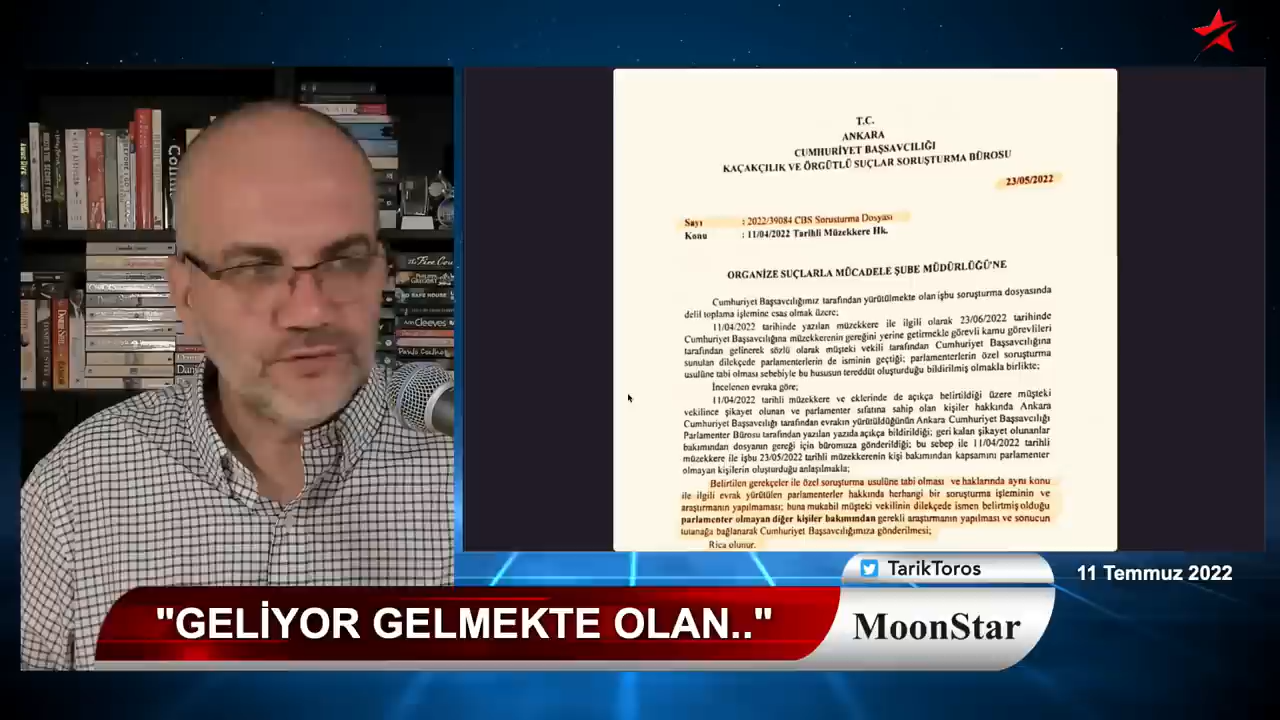 T.C.
ANKARA
CUMHURİYET BAŞSAVCILIĞI
KAÇAKÇILIK VE ÖRGÜTLÜ SUÇLAR SORUŞTURMA BÜROSU
23/05/2022
Sayı : 2022/39084 CBS Soruşturma Dosyası
Konu : 11/04/2022 Tarihli Müzekkere Hk.
ORGANİZE SUÇLARLA MÜCADELE ŞUBE MÜDÜRLÜĞÜ'NE
Cumhuriyet Başsavcılığımız tarafından yürütülmekte olan işbu soruşturma dosyasında
delil toplama işlemine esas olmak üzere;
11/04/2022 tarihinde yazılan müzekkere ile ilgili olarak 23/06/2022 tarihinde
Cumhuriyet Başsavcılığına müzekkerenin gereğini yerine getirmekle görevli kamu görevlileri
tarafından gelinerek sözlü olarak müşteki vekili tarafından Cumhuriyet Başsavcılığına
sunulan dilekçede parlamenterlerin de isminin geçtiği; parlamenterlerin özel soruşturma
usulüne tabi olması sebebiyle bu hususun tereddüt oluşturduğu bildirilmiş olmakla birlikte;
İncelenen evraka göre;
11/04/2022 tarihli müzekkere ve eklerinde de açıkça belirtildiği üzere müşteki
vekilince şikayet olunan ve parlamenter sıfatına sahip olan kişiler hakkında Ankara
Cumhuriyet Başsavcılığı tarafından evrakın yürütüldüğünün Ankara Cumhuriyet Başsavcılığı
Parlamenter Bürosu tarafından yazılan yazıda açıkça bildirildiği; geri kalan şikayet olunanlar
bakımından dosyanın gereği için büromuza gönderildiği; bu sebep ile 11/04/2022 tarihli
müzekkere ile işbu 23/05/2022 tarihli müzekkerenin kişi bakımından kapsamını parlamenter
olmayan kişilerin oluşturduğu anlaşılmakla;
Belirtilen gerekçeler ile özel soruşturma usulüne tabi olması ve haklarında aynı konu
ile ilgili evrak yürütülen parlamenterler hakkında herhangi bir soruşturma işleminin ve
araştırmanın yapılmaması; buna mukabil müşteki vekilinin dilekçede ismen belirtmiş olduğu
parlamenter olmayan diğer kişiler bakımından gerekli araştırmanın yapılması ve sonucun
tutanağa bağlanarak Cumhuriyet Başsavcılığımıza gönderilmesi;
Rica olunur.
TarikToros
11 Temmuz 2022
"GELİYOR GELMEKTE OLAN.."
MoonStar